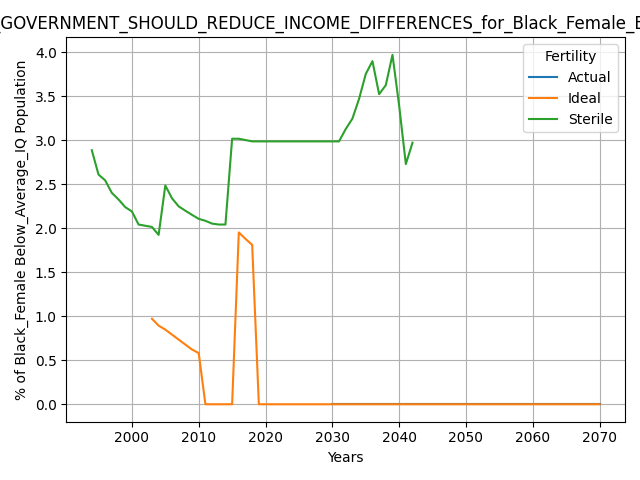 _GOVERNMENT_SHOULD_REDUCE_INCOME_DIFFERENCES_for_Black_Female_B
% of Black_Female Below_Average_IQ Population
4.0
3.5
3.0
2.5
2.0
1.5
1.0
0.5
0.0
Fertility
Actual
Ideal
Sterile
2000 2010 2020 2030 2040 2050 2060 2070
Years